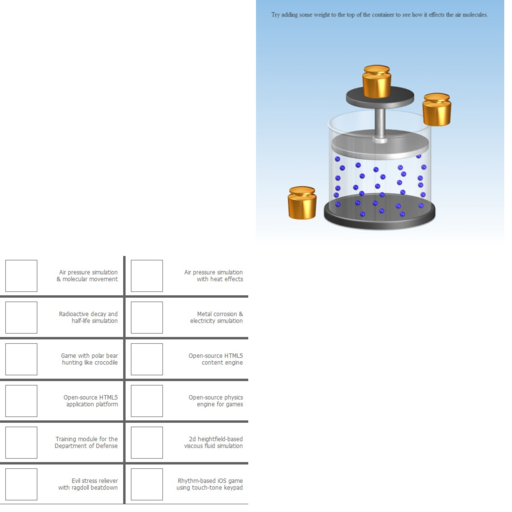 Try adding some weight to the top of the container to see how it effects the air molecules
Air pressure simulation
& molecular movement
Air pressure simulation
with heat effects
Radioactive decay and
half-life simulation
Metal corrosion &
electricity simulation
Game with polar bear
hunting like crocodile
Open-source HTML5
content engine
Open-source HTML5
application platform
Open-source physics
engine for games
Training module for the
Department of Defense
2d heightfield-based
viscous fluid simulation
Evil stress reliever
with ragdoll beatdown
Rhythm-based iOS game
using touch-tone keypad